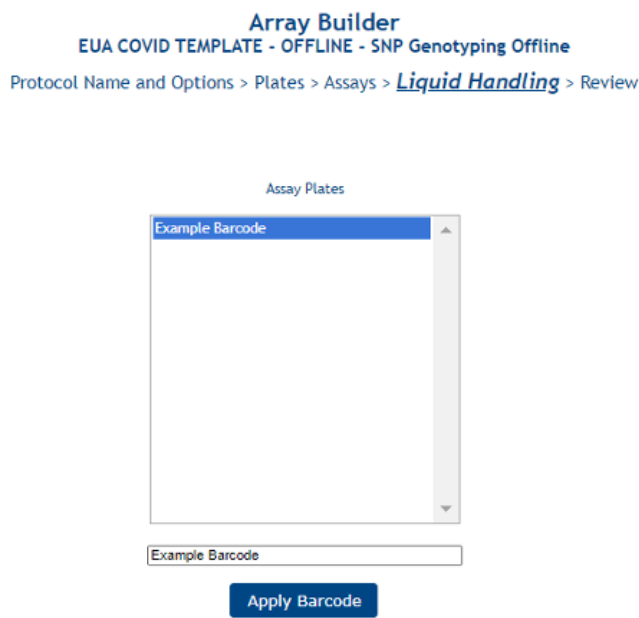 Array Builder
EUA COVID TEMPLATE - OFFLINE - SNP Genotyping Offline
Protocol Name and Options > Plates > Assays > Liquid Handling > Review
Assay Plates
Example Barcode
Example Barcode
Apply Barcode